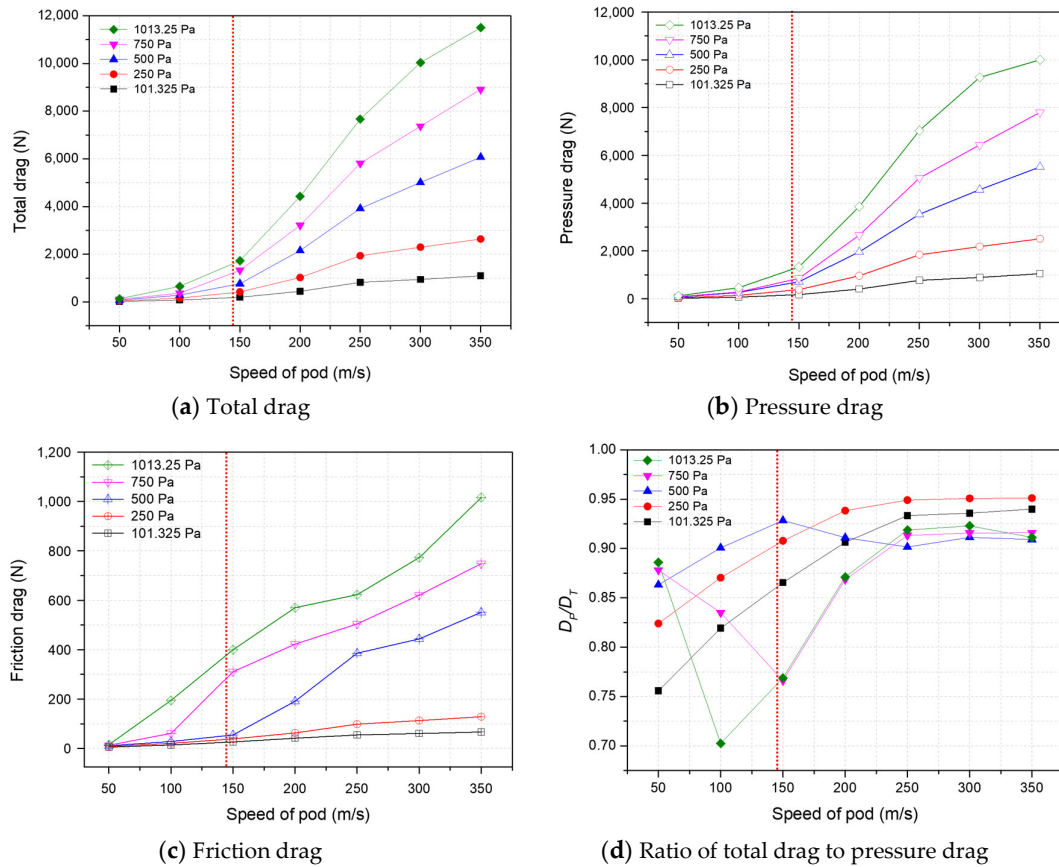 12,000
10,000
8,000
6,000
4,000
2,000
0
Total drag (N)
1013.25 Pa
750 Pa
500 Pa
250 Pa
101.325 Pa
50 100 150 200 250 300 350
Speed of pod (m/s)
(a) Total drag
12,000
10,000
8,000
6,000
4,000
2,000
0
Pressure drag (N)
1013.25 Pa
750 Pa
500 Pa
250 Pa
101.325 Pa
50 100 150 200 250 300 350
Speed of pod (m/s)
(b) Pressure drag
1,200
1,000
800
600
400
200
0
Friction drag (N)
1013.25 Pa
750 Pa
500 Pa
250 Pa
101.325 Pa
50 100 150 200 250 300 350
Speed of pod (m/s)
(c) Friction drag
1.00
0.95
0.90
0.85
0.80
0.75
0.70
D_P/D_T
1013.25 Pa
750 Pa
500 Pa
250 Pa
101.325 Pa
50 100 150 200 250 300 350
Speed of pod (m/s)
(d) Ratio of total drag to pressure drag